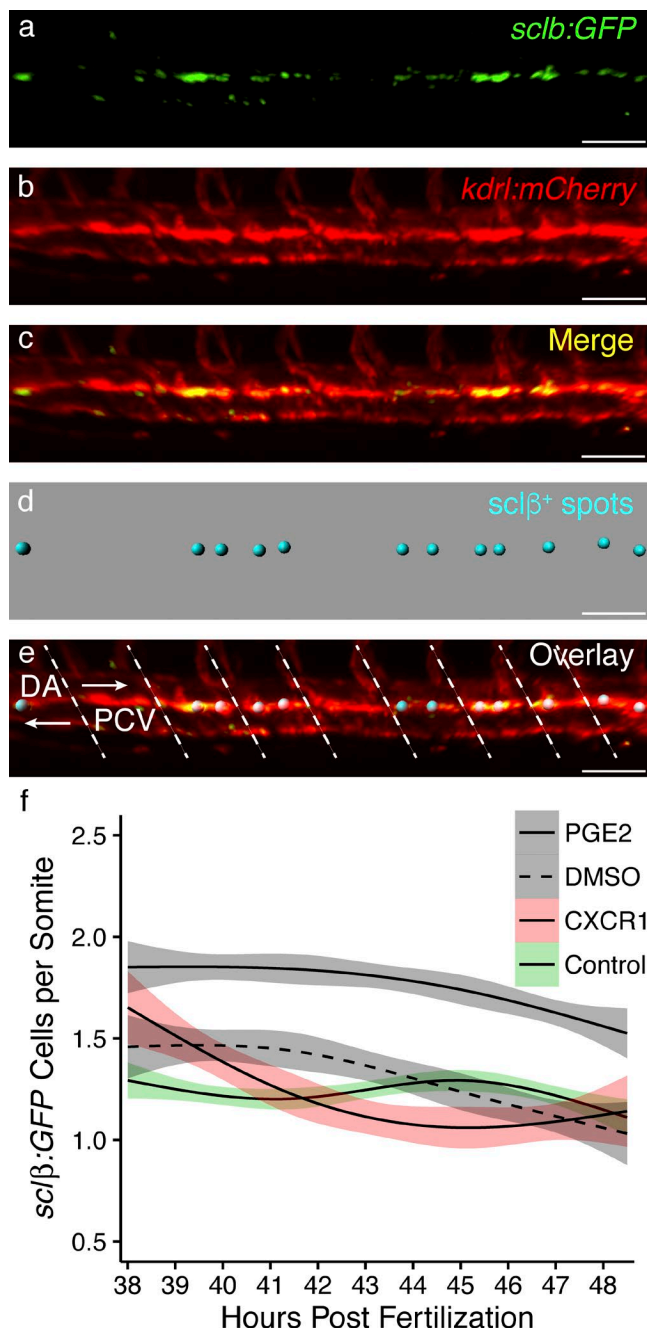 a
sclb:GFP
b
kdrl:mCherry
c
Merge
d
sclβ⁺ spots
e
Overlay
DA →
← PCV
f
PGE2
DMSO
CXCR1
Control
sclβ:GFP Cells per Somite
2.5
2.0
1.5
1.0
0.5
38 39 40 41 42 43 44 45 46 47 48
Hours Post Fertilization